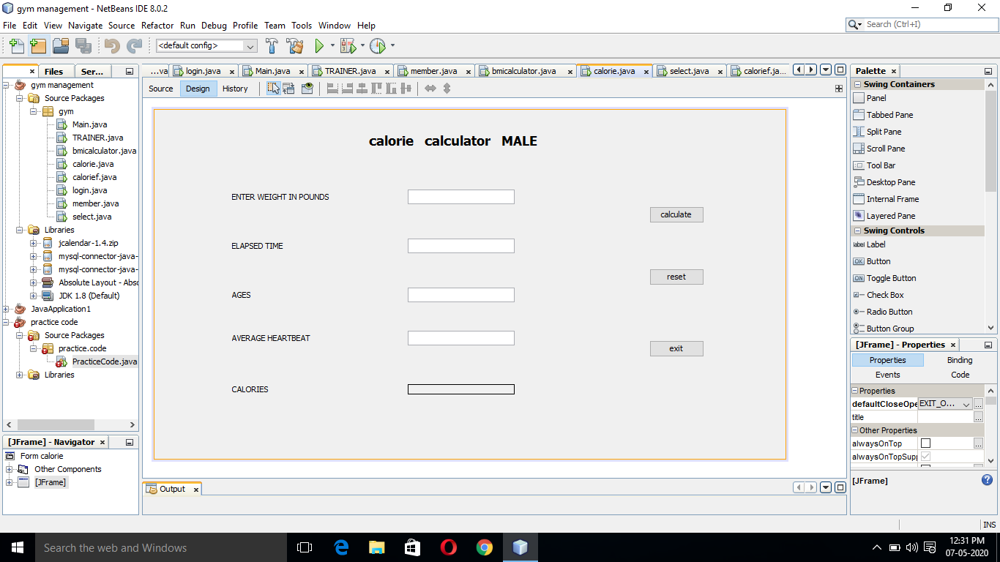 gym management - NetBeans IDE 8.0.2
File Edit View Navigate Source Refactor Run Debug Profile Team Tools Window Help
Search (Ctrl+I)
<default config>
Files Ser...
gym management
Source Packages
gym
Main.java
TRAINER.java
bmicalculator.java
calorie.java
calorief.java
login.java
member.java
select.java
Libraries
jcalendar-1.4.zip
mysql-connector-java-
mysql-connector-java-
Absolute Layout - Abso
JDK 1.8 (Default)
JavaApplication1
practice code
Source Packages
practice.code
PracticeCode.java
Libraries
[JFrame] - Navigator
Form calorie
Other Components
[JFrame]
...va login.java Main.java TRAINER.java member.java bmicalculator.java calorie.java select.java calorief.ja...
Source Design History
calorie calculator MALE
ENTER WEIGHT IN POUNDS
calculate
ELAPSED TIME
reset
AGES
AVERAGE HEARTBEAT
exit
CALORIES
Output
Palette
Swing Containers
Panel
Tabbed Pane
Split Pane
Scroll Pane
Tool Bar
Desktop Pane
Internal Frame
Layered Pane
Swing Controls
label Label
OK Button
ON Toggle Button
Check Box
Radio Button
Button Group
[JFrame] - Properties
Properties Binding
Events Code
Properties
defaultCloseOpe EXIT_O... ...
title ...
Other Properties
alwaysOnTop ...
alwaysOnTopSupp
[JFrame]
INS
Search the web and Windows
12:31 PM
07-05-2020